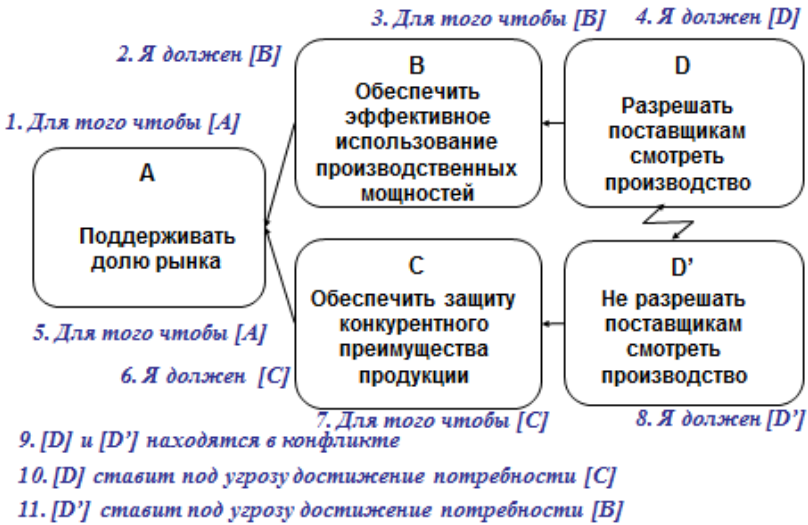 3. Для того чтобы [B]
4. Я должен [D]
2. Я должен [B]
B
Обеспечить
эффективное
использование
производственных
мощностей
D
Разрешать
поставщикам
смотреть
производство
1. Для того чтобы [A]
A
Поддерживать
долю рынка
C
Обеспечить защиту
конкурентного
преимущества
продукции
D’
Не разрешать
поставщикам
смотреть
производство
5. Для того чтобы [A]
6. Я должен [C]
7. Для того чтобы [C]
8. Я должен [D’]
9. [D] и [D’] находятся в конфликте
10. [D] ставит под угрозу достижение потребности [C]
11. [D’] ставит под угрозу достижение потребности [B]